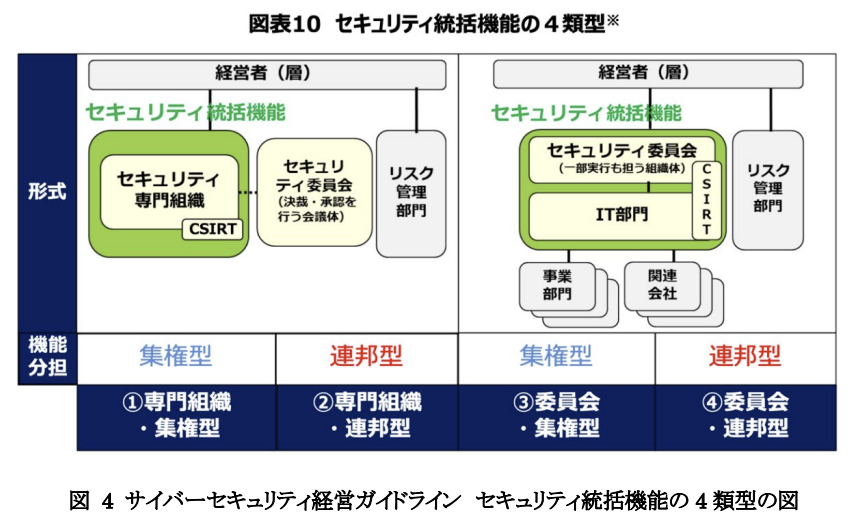 図表10 セキュリティ統括機能の4類型※
形式
経営者（層）
セキュリティ統括機能
セキュリティ
専門組織
CSIRT
セキュリ
ティ委員会
（決裁・承認を
行う会議体）
リスク
管理
部門
経営者（層）
セキュリティ統括機能
セキュリティ委員会
（一部実行も担う組織体）
IT部門
CSIRT
リスク
管理
部門
事業
部門
関連
会社
機能
分担
集権型
連邦型
集権型
連邦型
①専門組織
・集権型
②専門組織
・連邦型
③委員会
・集権型
④委員会
・連邦型
図 4 サイバーセキュリティ経営ガイドライン セキュリティ統括機能の4類型の図